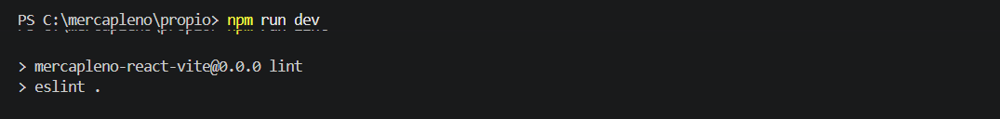 PS C:\mercapleno\propio> npm run dev
> mercapleno-react-vite@0.0.0 lint
> eslint .